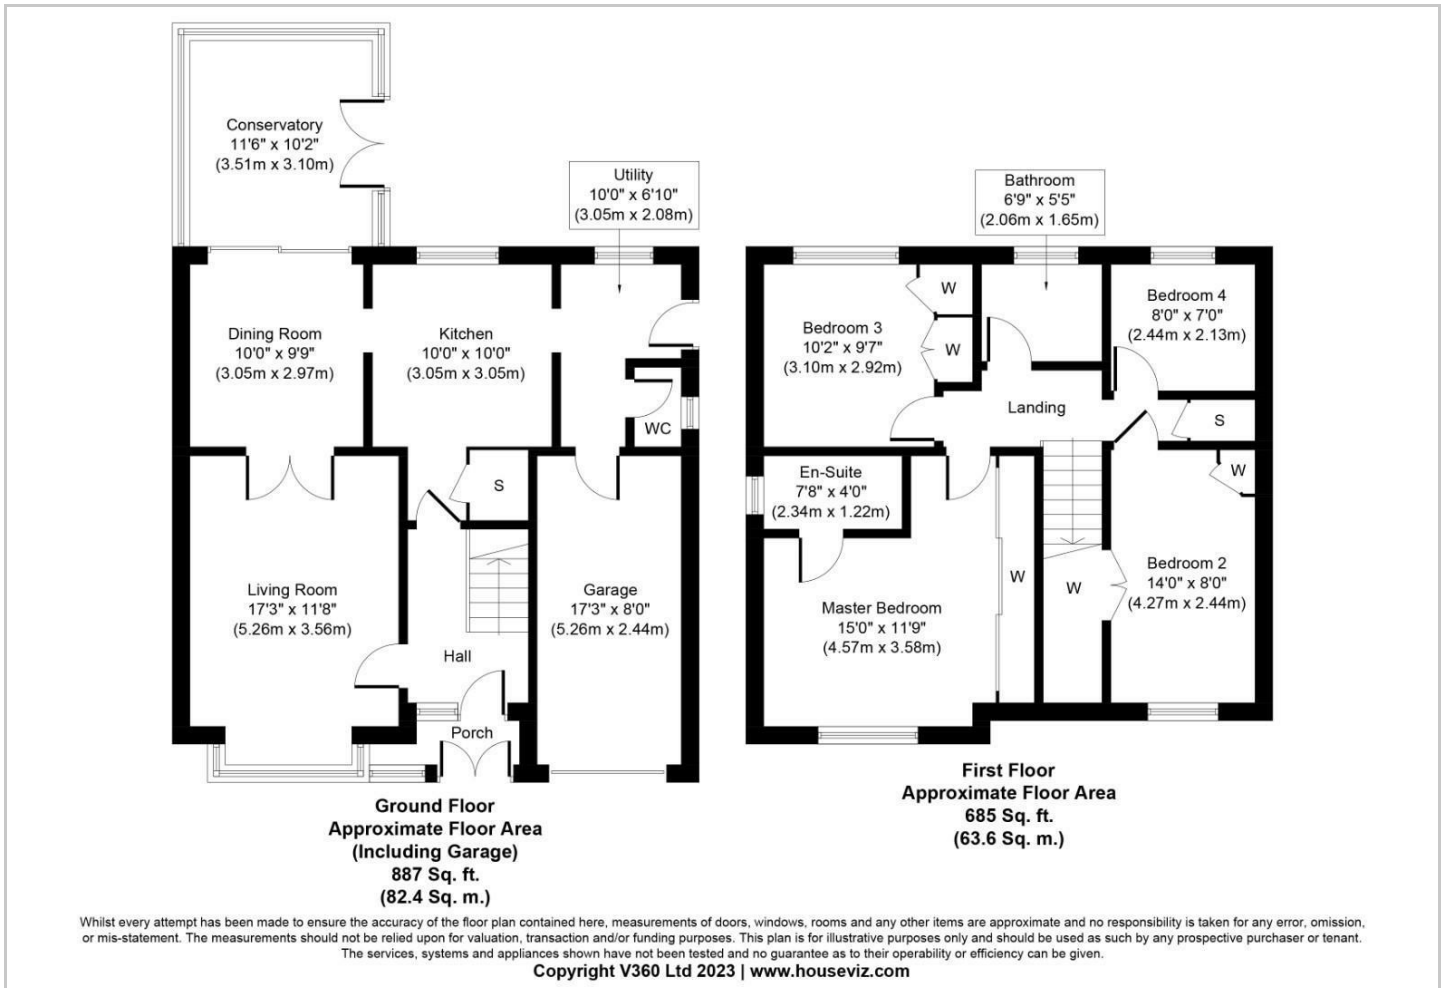 Conservatory
11'6" x 10'2"
(3.51m x 3.10m)
Utility
10'0" x 6'10"
(3.05m x 2.08m)
Dining Room
10'0" x 9'9"
(3.05m x 2.97m)
Kitchen
10'0" x 10'0"
(3.05m x 3.05m)
WC
S
Living Room
17'3" x 11'8"
(5.26m x 3.56m)
Hall
Porch
Garage
17'3" x 8'0"
(5.26m x 2.44m)
Ground Floor
Approximate Floor Area
(Including Garage)
887 Sq. ft.
(82.4 Sq. m.)
Bathroom
6'9" x 5'5"
(2.06m x 1.65m)
Bedroom 3
10'2" x 9'7"
(3.10m x 2.92m)
W
W
Bedroom 4
8'0" x 7'0"
(2.44m x 2.13m)
Landing
S
En-Suite
7'8" x 4'0"
(2.34m x 1.22m)
W
Master Bedroom
15'0" x 11'9"
(4.57m x 3.58m)
W
W
Bedroom 2
14'0" x 8'0"
(4.27m x 2.44m)
First Floor
Approximate Floor Area
685 Sq. ft.
(63.6 Sq. m.)
Whilst every attempt has been made to ensure the accuracy of the floor plan contained here, measurements of doors, windows, rooms and any other items are approximate and no responsibility is taken for any error, omission,
or mis-statement. The measurements should not be relied upon for valuation, transaction and/or funding purposes. This plan is for illustrative purposes only and should be used as such by any prospective purchaser or tenant.
The services, systems and appliances shown have not been tested and no guarantee as to their operability or efficiency can be given.
Copyright V360 Ltd 2023 | www.houseviz.com